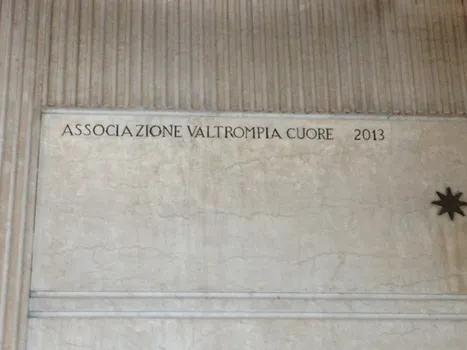 ASSOCIAZIONE VALTROMPIA CUORE 2013